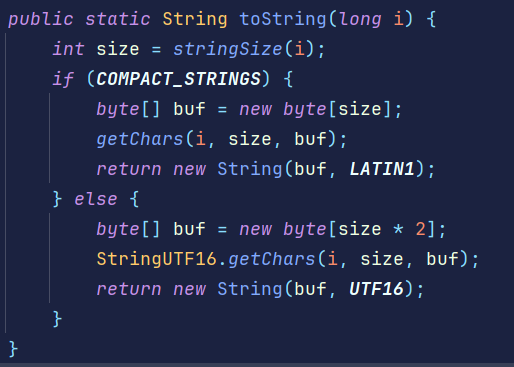 public static String toString(long i) {
    int size = stringSize(i);
    if (COMPACT_STRINGS) {
        byte[] buf = new byte[size];
        getChars(i, size, buf);
        return new String(buf, LATIN1);
    } else {
        byte[] buf = new byte[size * 2];
        StringUTF16.getChars(i, size, buf);
        return new String(buf, UTF16);
    }
}